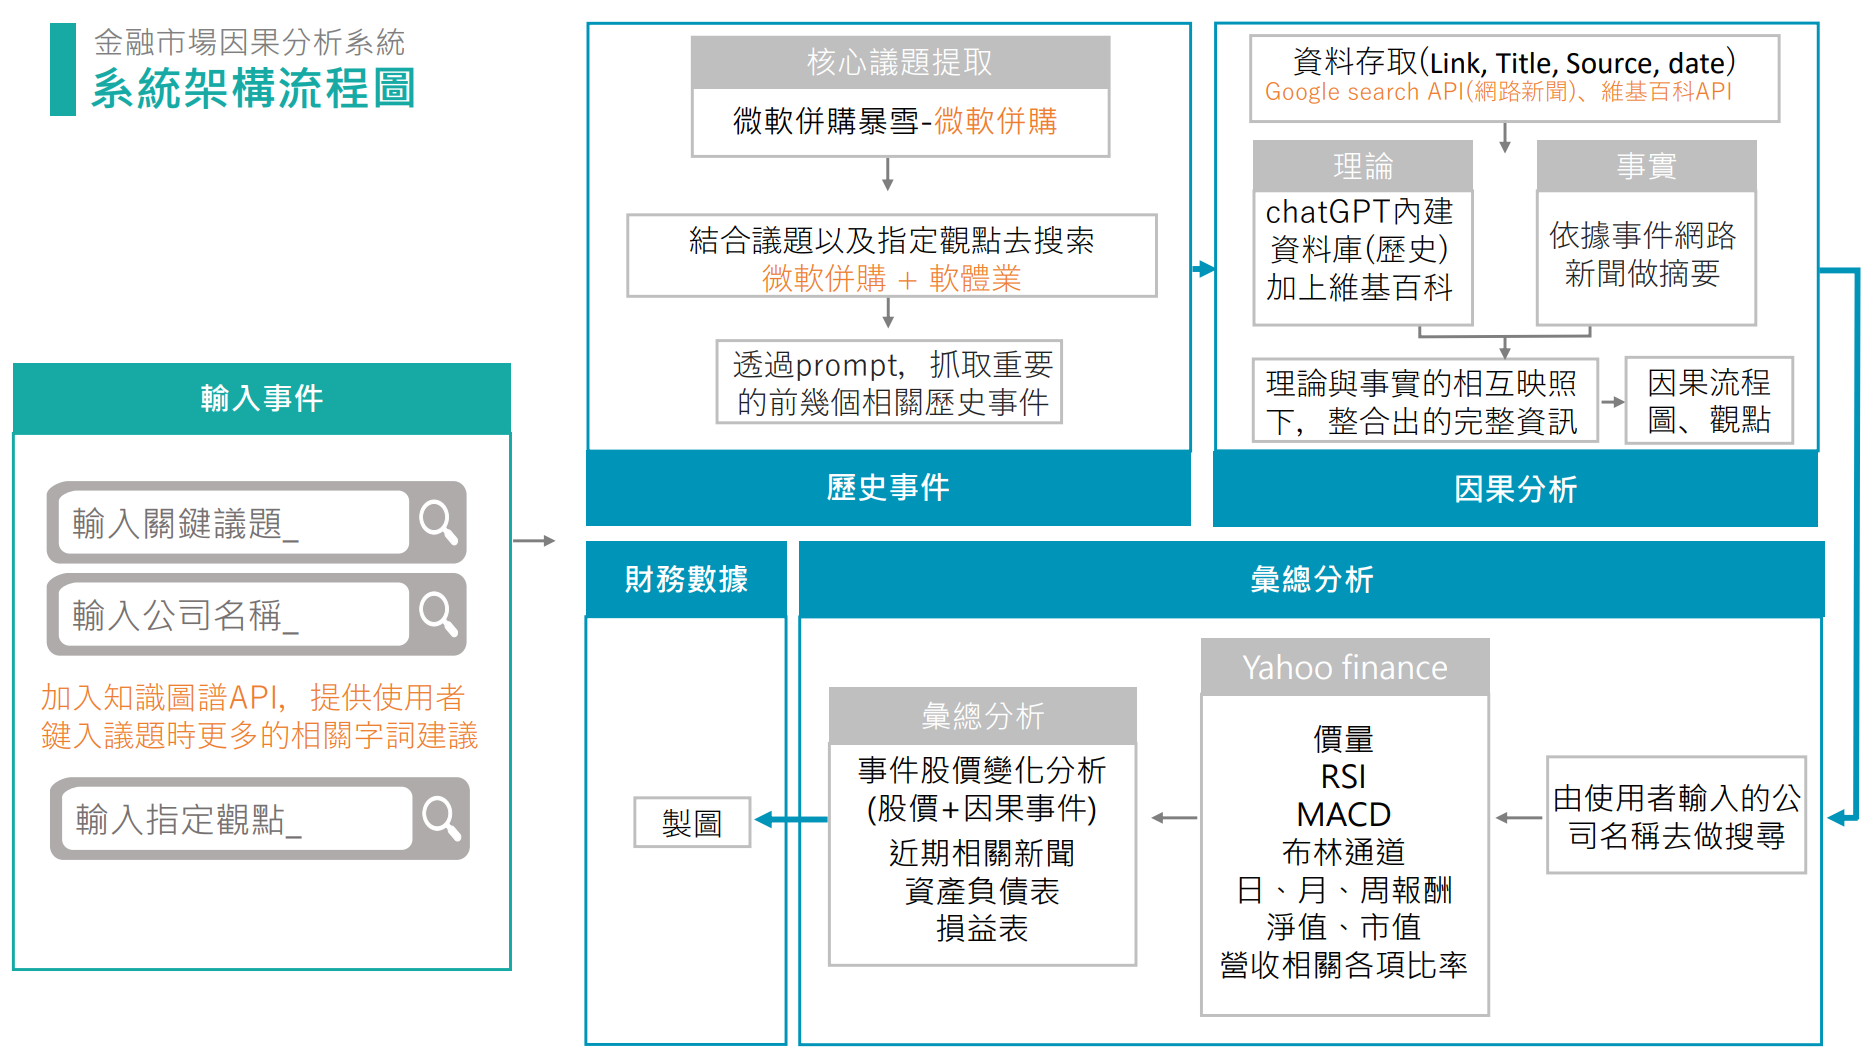 金融市場因果分析系統
系統架構流程圖
輸入事件
輸入關鍵議題_
輸入公司名稱_
加入知識圖譜API，提供使用者
鍵入議題時更多的相關字詞建議
輸入指定觀點_
核心議題提取
微軟併購暴雪-微軟併購
結合議題以及指定觀點去搜索
微軟併購 + 軟體業
透過prompt，抓取重要
的前幾個相關歷史事件
歷史事件
資料存取(Link, Title, Source, date)
Google search API(網路新聞)、維基百科API
理論
chatGPT內建
資料庫(歷史)
加上維基百科
事實
依據事件網路
新聞做摘要
理論與事實的相互映照
下，整合出的完整資訊
因果流程
圖、觀點
因果分析
財務數據
製圖
彙總分析
彙總分析
事件股價變化分析
(股價+因果事件)
近期相關新聞
資產負債表
損益表
Yahoo finance
價量
RSI
MACD
布林通道
日、月、周報酬
淨值、市值
營收相關各項比率
由使用者輸入的公
司名稱去做搜尋